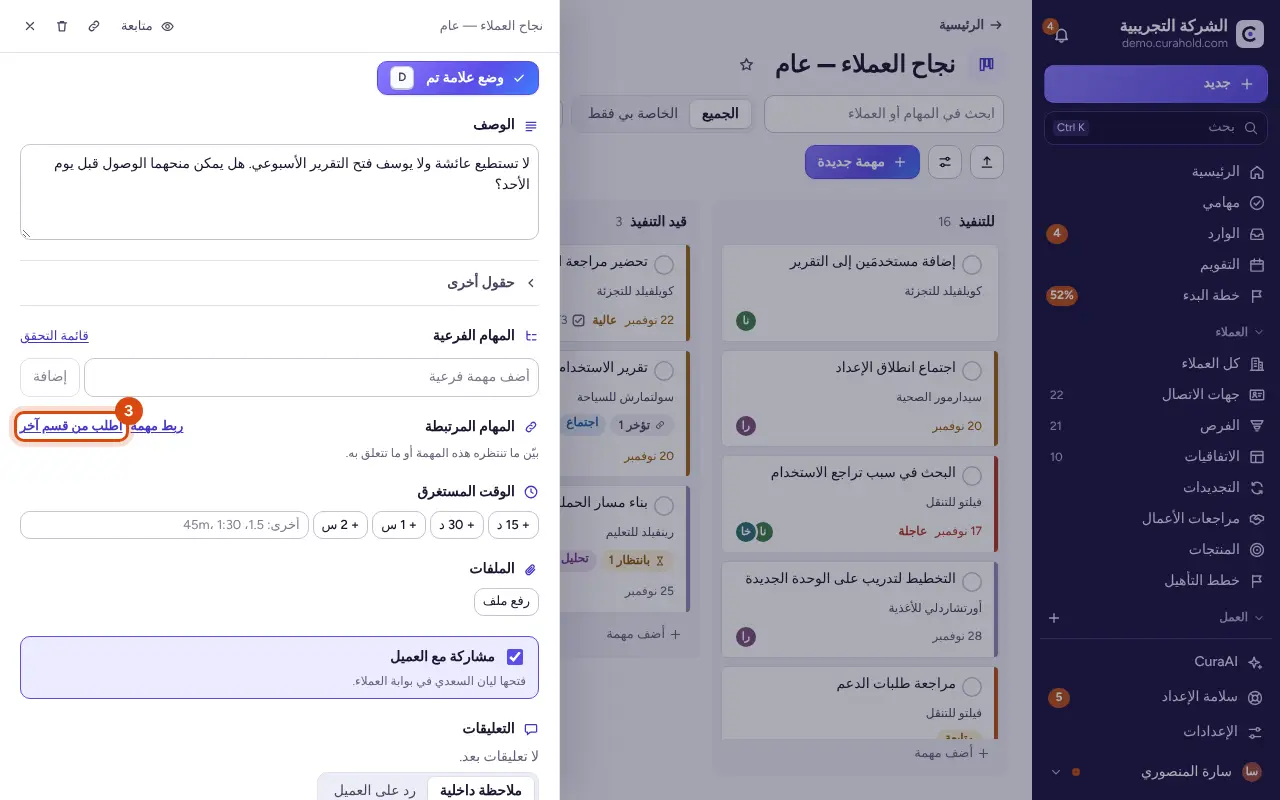 الشركة التجريبية
demo.curahold.com
4
جديد
بحث
Ctrl K
الرئيسية
مهامي
الوارد
4
التقويم
خطة البدء
52%
العملاء
كل العملاء
جهات الاتصال
22
الفرص
21
الاتفاقيات
10
التجديدات
مراجعات الأعمال
المنتجات
خطط التأهيل
العمل
CuraAI
سلامة الإعداد
5
الإعدادات
سارة المنصوري
سا
الرئيسية
نجاح العملاء — عام
ابحث في المهام أو العملاء
الجميع
الخاصة بي فقط
مهمة جديدة
للتنفيذ
16
إضافة مستخدمَين إلى التقرير
كويلفيلد للتجزئة
نا
اجتماع انطلاق الإعداد
سيدارمور الصحية
20 نوفمبر
را
البحث في سبب تراجع الاستخدام
فيلتو للتنقل
17 نوفمبر
عاجلة
نا
خا
التخطيط لتدريب على الوحدة الجديدة
أورتشاردلي للأغذية
28 نوفمبر
را
مراجعة طلبات الدعم
فيلتو للتنقل
متابعة
أضف مهمة
قيد التنفيذ
3
تحضير مراجعة
كويلفيلد للتجزئة
22 نوفمبر
عالية
تقرير الاستخدام
سولتمارش للسياحة
تؤخر 1
اجتماع
20 نوفمبر
بناء مسار
رينفيلد للتعليم
بانتظار 1
تحليل
25 نوفمبر
أضف مهمة
نجاح العملاء — عام
متابعة
وضع علامة تم
D
الوصف
لا تستطيع عائشة ولا يوسف فتح التقرير الأسبوعي. هل يمكن منحهما الوصول قبل يوم
الأحد؟
حقول أخرى
المهام الفرعية
قائمة التحقق
أضف مهمة فرعية
إضافة
المهام المرتبطة
ربط مهمة
اطلب من قسم آخر
3
بيّن ما تنتظره هذه المهمة أو ما تتعلق به.
الوقت المستغرق
+ 15 د
+ 30 د
+ 1 س
+ 2 س
أخرى: 1.5، 1:30 ،45m
الملفات
رفع ملف
مشاركة مع العميل
فتحها ليان السعدي في بوابة العملاء.
التعليقات
لا تعليقات بعد.
ملاحظة داخلية
رد على العميل